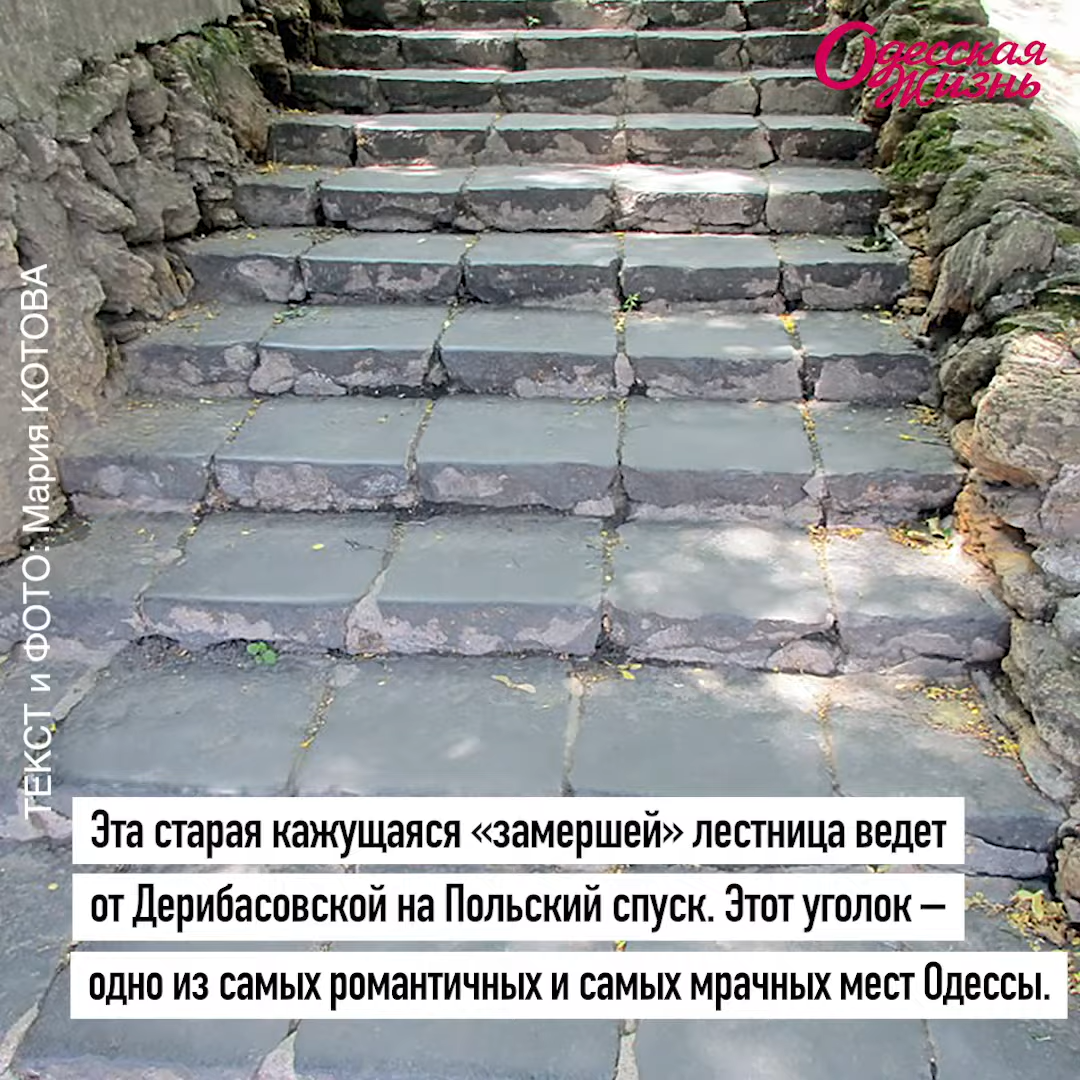 Одесская
Жизнь
ТЕКСТ и ФОТО: Мария КОТОВА
Эта старая кажущаяся «замершей» лестница ведет
от Дерибасовской на Польский спуск. Этот уголок –
одно из самых романтичных и самых мрачных мест Одессы.